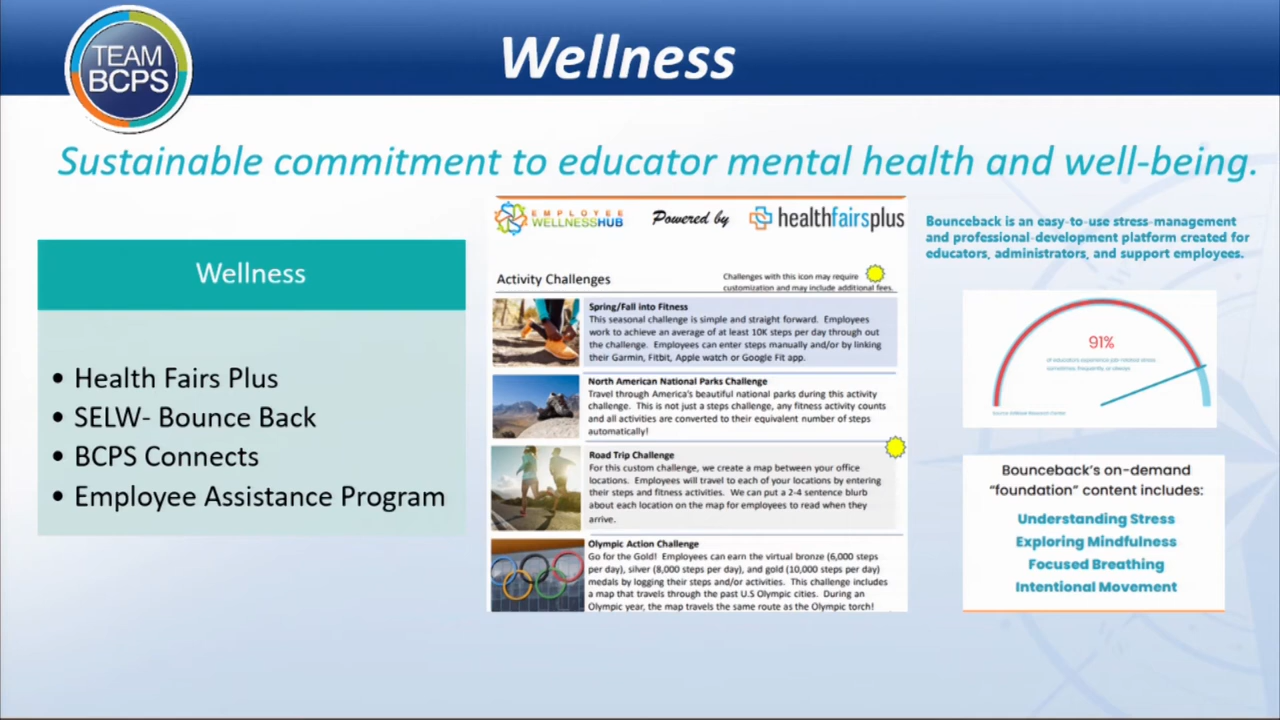 TEAM
BCPS
Wellness
Sustainable commitment to educator mental health and well-being.
Wellness
• Health Fairs Plus
• SELW- Bounce Back
• BCPS Connects
• Employee Assistance Program
EMPLOYEE
WELLNESSHUB
Powered by
healthfairsplus
Activity Challenges
Challenges with this icon may require
customization and may include additional fees.
Spring/Fall into Fitness
This seasonal challenge is simple and straight forward. Employees
work to achieve an average of at least 10K steps per day through out
the challenge. Employees can enter steps manually and/or by linking
their Garmin, Fitbit, Apple watch or Google Fit app.
North American National Parks Challenge
Travel through America's beautiful national parks during this activity
challenge. This is not just a steps challenge, any fitness activity counts
and all activities are converted to their equivalent number of steps
automatically!
Road Trip Challenge
For this custom challenge, we create a map between your office
locations. Employees will travel to each of your locations by entering
their steps and fitness activities. We can put a 2-4 sentence blurb
about each location on the map for employees to read when they
arrive.
Olympic Action Challenge
Go for the Gold! Employees can earn the virtual bronze (6,000 steps
per day), silver (8,000 steps per day), and gold (10,000 steps per day)
medals by logging their steps and/or activities. This challenge includes
a map that travels through the past U.S Olympic cities. During an
Olympic year, the map travels the same route as the Olympic torch!
Bounceback is an easy-to-use stress-management
and professional-development platform created for
educators, administrators, and support employees.
91%
of educators experience job-related stress
sometimes, frequently, or always
Research Center
Bounceback's on-demand
"foundation" content includes:
Understanding Stress
Exploring Mindfulness
Focused Breathing
Intentional Movement